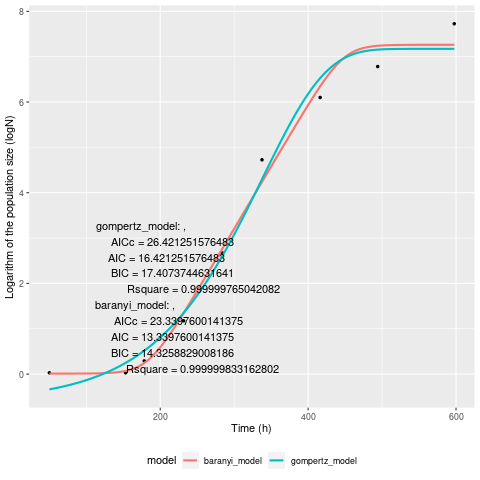 8
6
4
2
0
Logarithm of the population size (logN)
gompertz_model: ,
AICc = 26.421251576483
AIC = 16.421251576483
BIC = 17.4073744631641
Rsquare = 0.999999765042082
baranyi_model: ,
AICc = 23.3397600141375
AIC = 13.3397600141375
BIC = 14.3258829008186
Rsquare = 0.999999833162802
200 400 600
Time (h)
model baranyi_model gompertz_model